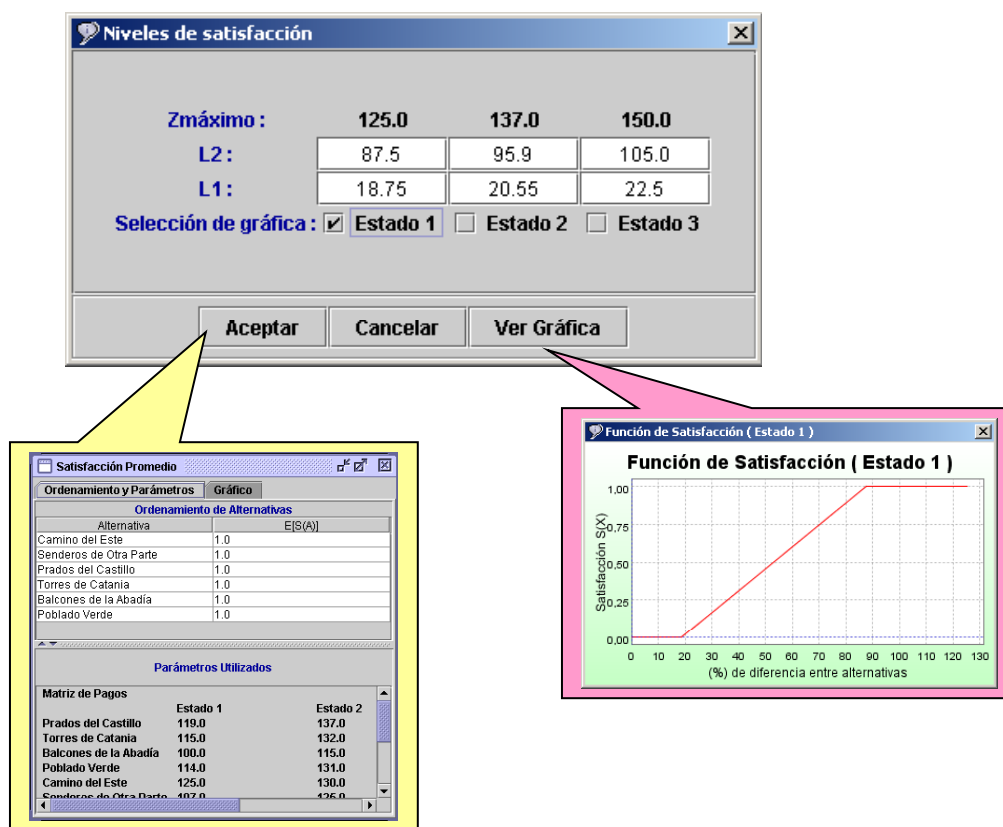 Niveles de satisfacción
Zmáximo : 125.0 137.0 150.0
L2 : 87.5 95.9 105.0
L1 : 18.75 20.55 22.5
Selección de gráfica : Estado 1 Estado 2 Estado 3
Aceptar Cancelar Ver Gráfica
Satisfacción Promedio
Ordenamiento y Parámetros Gráfico
Ordenamiento de Alternativas
Alternativa E[S(A)]
Camino del Este 1.0
Senderos de Otra Parte 1.0
Prados del Castillo 1.0
Torres de Catania 1.0
Balcones de la Abadía 1.0
Poblado Verde 1.0
Parámetros Utilizados
Matriz de Pagos
Estado 1 Estado 2
Prados del Castillo 119.0 137.0
Torres de Catania 115.0 132.0
Balcones de la Abadía 100.0 115.0
Poblado Verde 114.0 131.0
Camino del Este 125.0 130.0
Senderos de Otra Parte 107.0 126.0
Función de Satisfacción ( Estado 1 )
Función de Satisfacción ( Estado 1 )
Satisfacción S(X)
1,00
0,75
0,50
0,25
0,00
0 10 20 30 40 50 60 70 80 90 100 110 120 130
(%) de diferencia entre alternativas